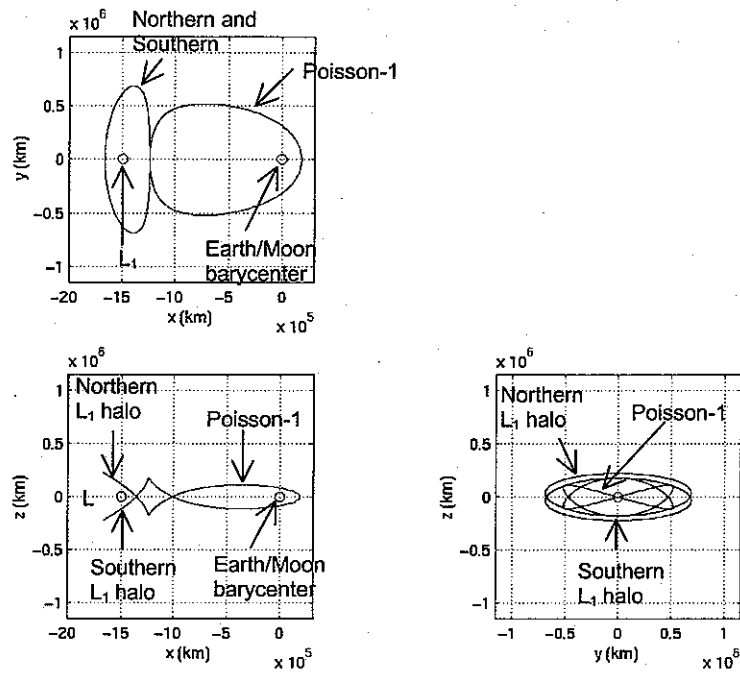 x 10⁶
Northern and
Southern
Poisson-1
1
0.5
0
-0.5
-1
y (km)
L₁
Earth/Moon
barycenter
-20 -15 -10 -5 0
x (km)
x 10⁵
x 10⁶
Northern
L₁ halo
Poisson-1
1
0.5
0
-0.5
-1
z (km)
L
Southern
L₁ halo
Earth/Moon
barycenter
-20 -15 -10 -5 0
x (km)
x 10⁵
x 10⁶
Northern
L₁ halo
Poisson-1
1
0.5
0
-0.5
-1
z (km)
Southern
L₁ halo
-1 -0.5 0 0.5 1
y (km)
x 10⁶